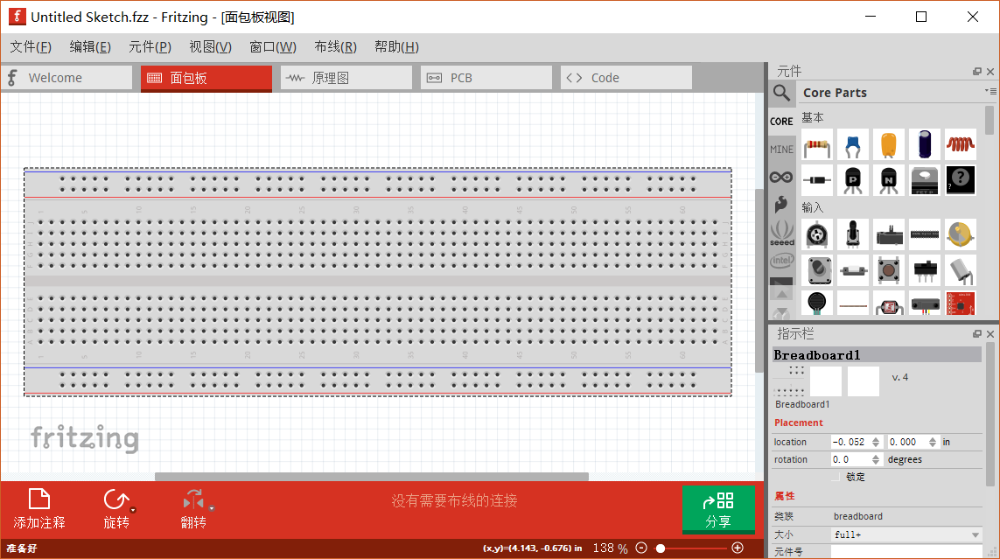 Untitled Sketch.fzz - Fritzing - [面包板视图]
文件(F) 编辑(E) 元件(P) 视图(V) 窗口(W) 布线(R) 帮助(H)
Welcome 面包板 原理图 PCB Code
元件
Core Parts
CORE
MINE
seeed
intel
基本
P N
?
输入
1 5 10 15 20 25 30 35 40 45 50 55 60
1 5 10 15 20 25 30 35 40 45 50 55 60
fritzing
指示栏
Breadboard1
v. 4
Breadboard1
Placement
location -0.052 0.000 in
rotation 0.0 degrees
锁定
属性
类族 breadboard
大小 full+
元件号
添加注释 旋转 翻转
没有需要布线的连接
分享
准备好
(x,y)=(4.143, -0.676) in 138 %